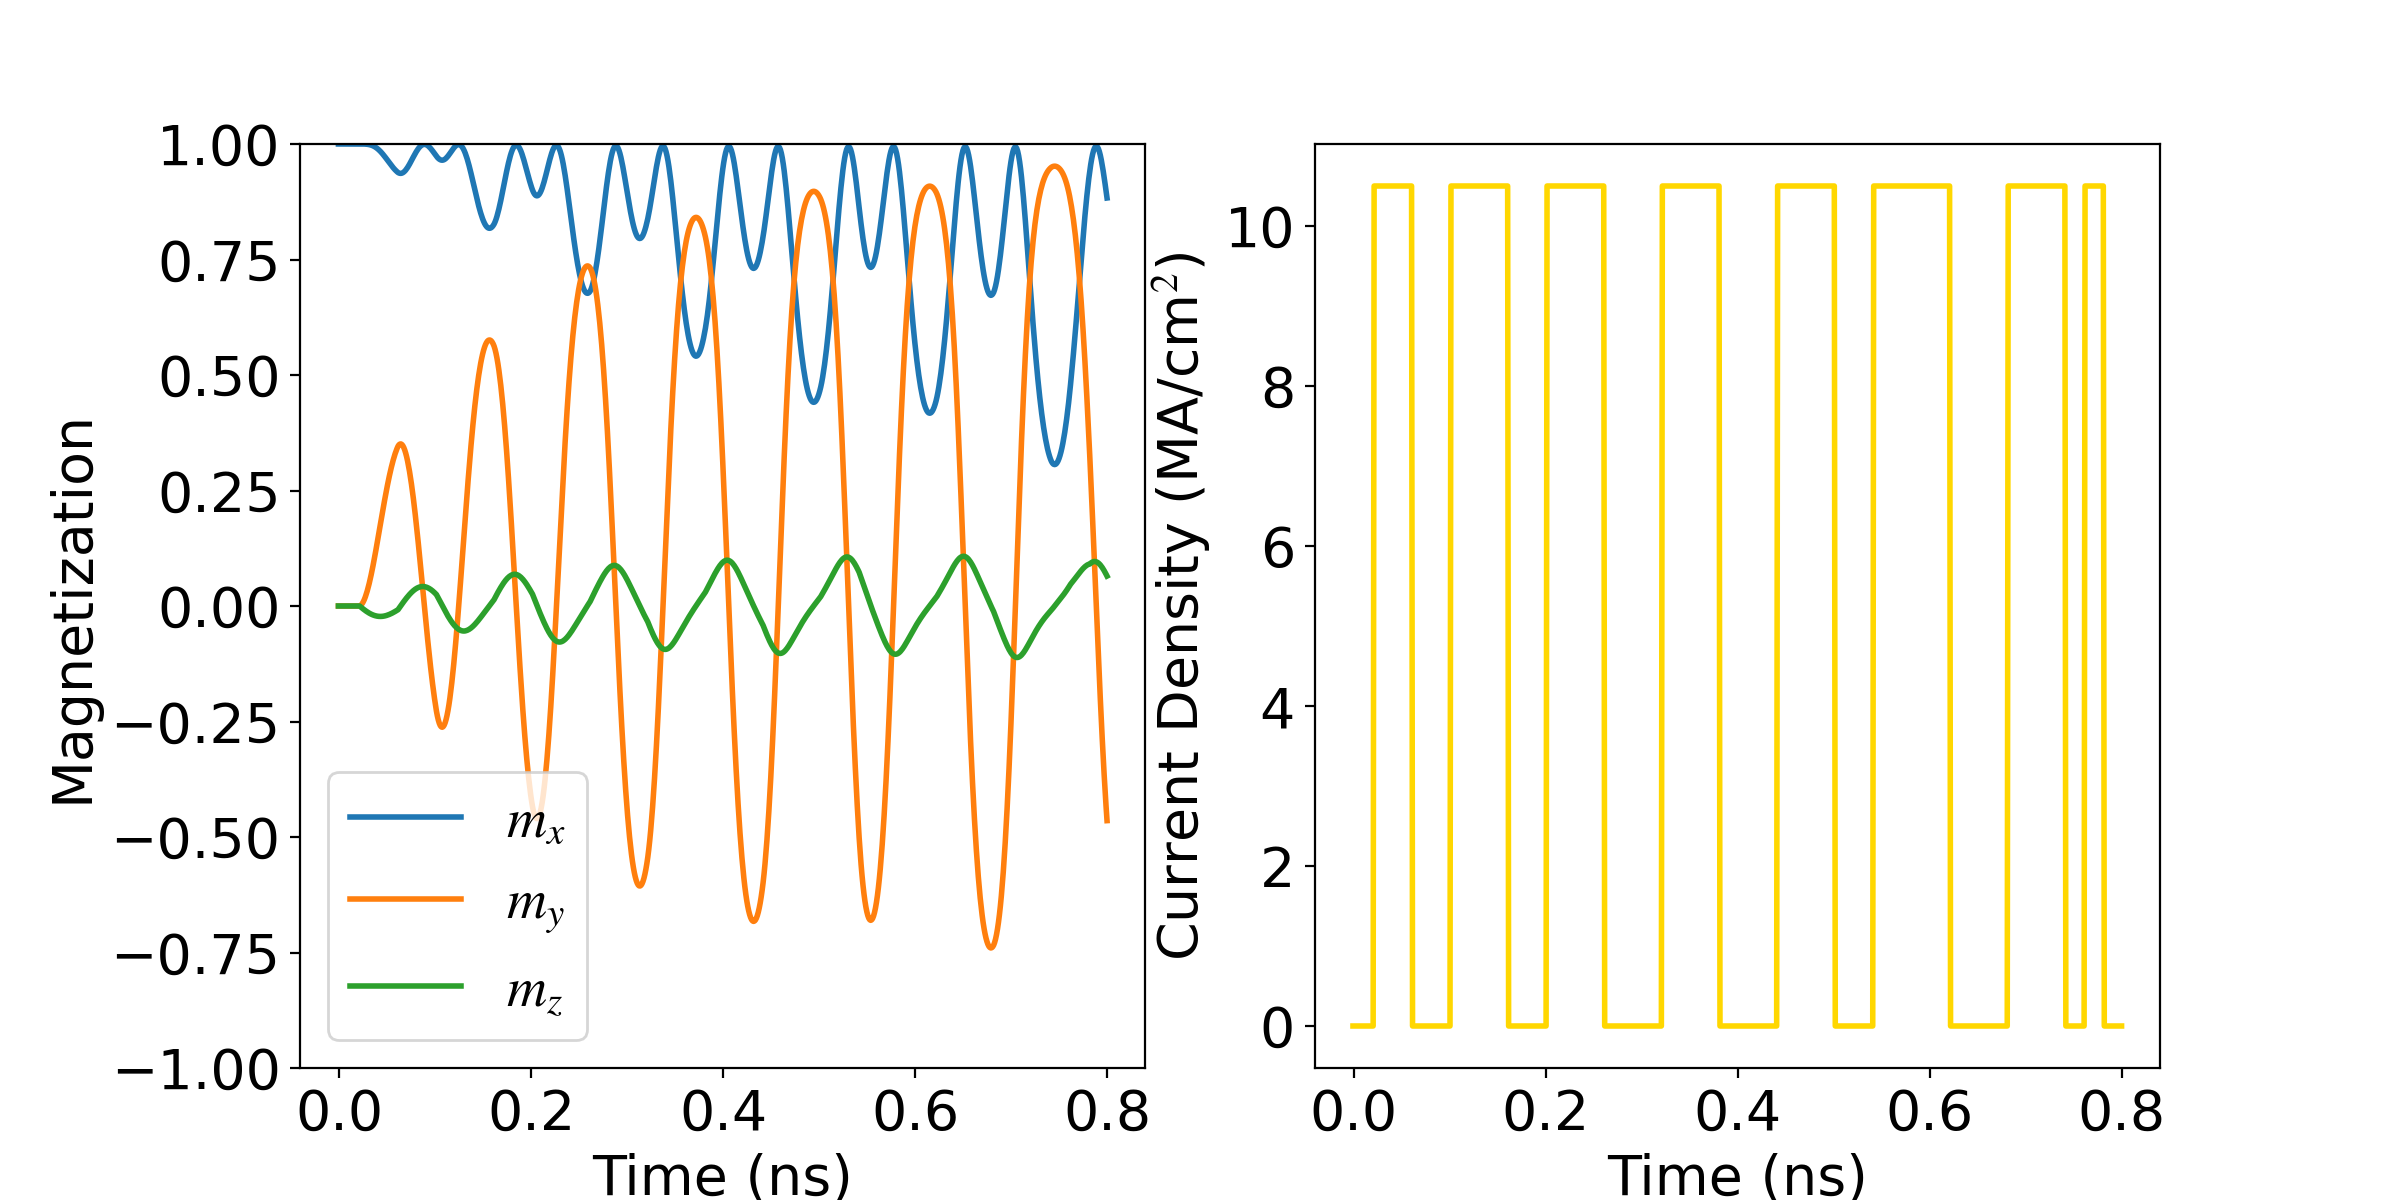 1.00
0.75
0.50
0.25
0.00
−0.25
−0.50
−0.75
−1.00
Magnetization
0.0 0.2 0.4 0.6 0.8
Time (ns)
m_x
m_y
m_z
10
8
6
4
2
0
Current Density (MA/cm²)
0.0 0.2 0.4 0.6 0.8
Time (ns)